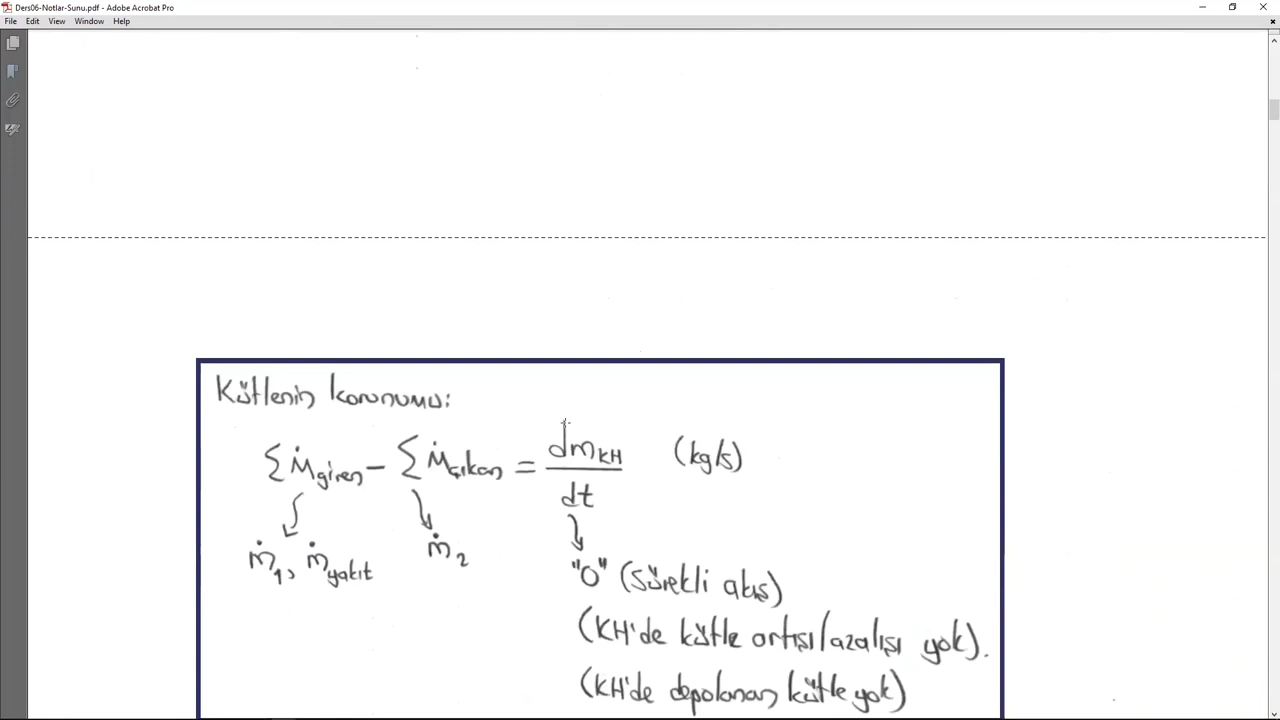 Ders06-Notlar-Sunu.pdf - Adobe Acrobat Pro
File Edit View Window Help
Kütlenin korunumu:
∑ṁgiren − ∑ṁçıkan = dmKH/dt (kg/s)
ṁ1, ṁyakıt ṁ2
"0" (sürekli akış)
(KH'de kütle artışı/azalışı yok).
(KH'de depolanan kütle yok)